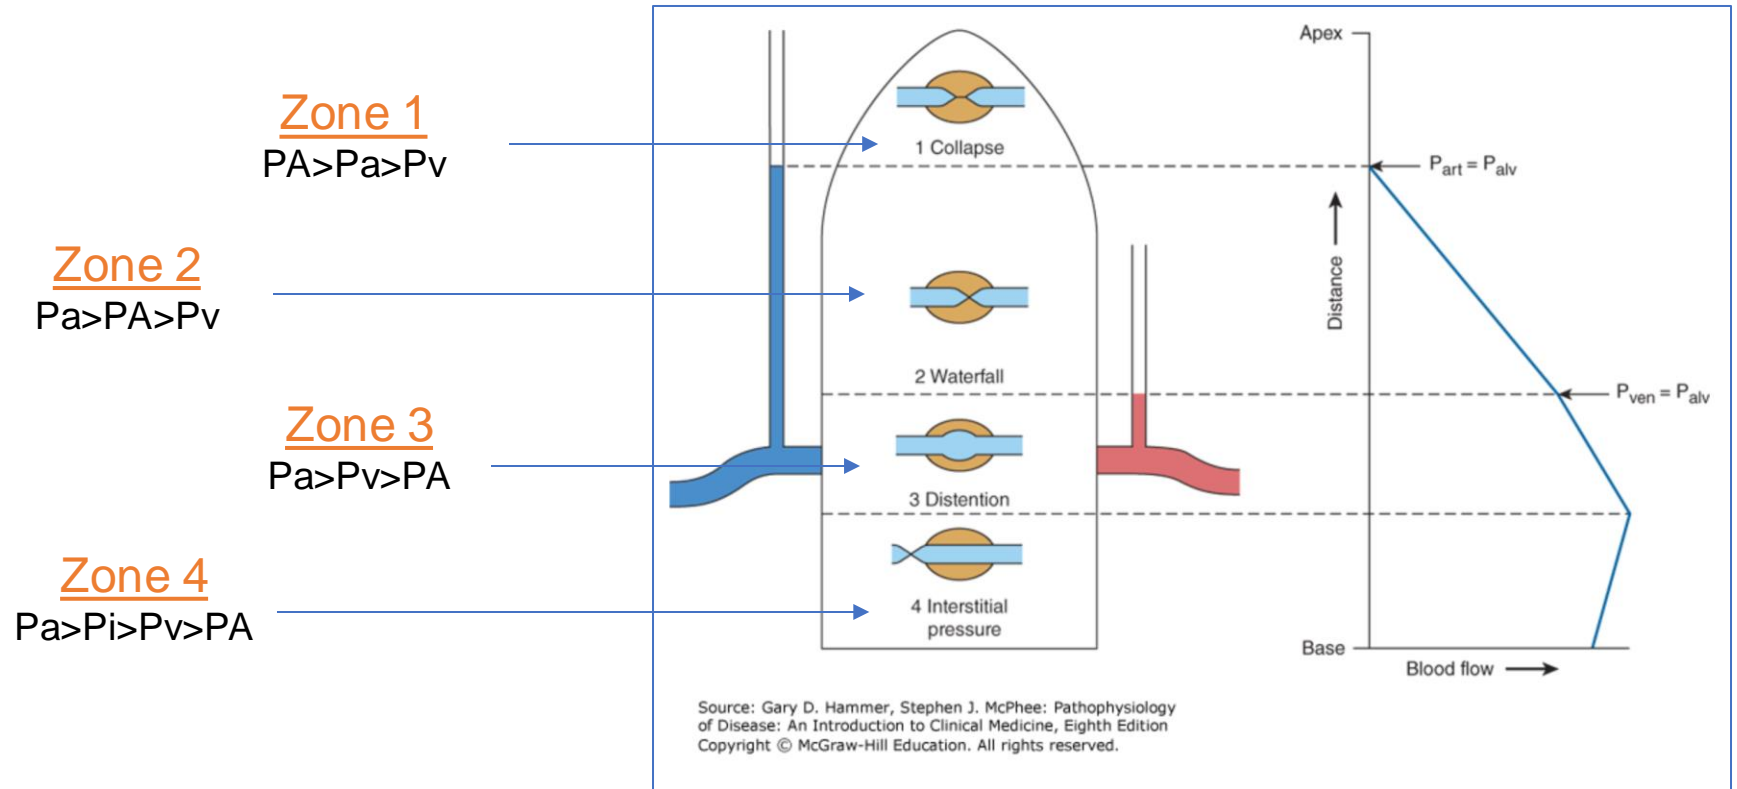 Zone 1
PA>Pa>Pv
Zone 2
Pa>PA>Pv
Zone 3
Pa>Pv>PA
Zone 4
Pa>Pi>Pv>PA
1 Collapse
2 Waterfall
3 Distention
4 Interstitial
pressure
Apex
Part = Palv
Distance
Pven = Palv
Base
Blood flow
Source: Gary D. Hammer, Stephen J. McPhee: Pathophysiology
of Disease: An Introduction to Clinical Medicine, Eighth Edition
Copyright © McGraw-Hill Education. All rights reserved.